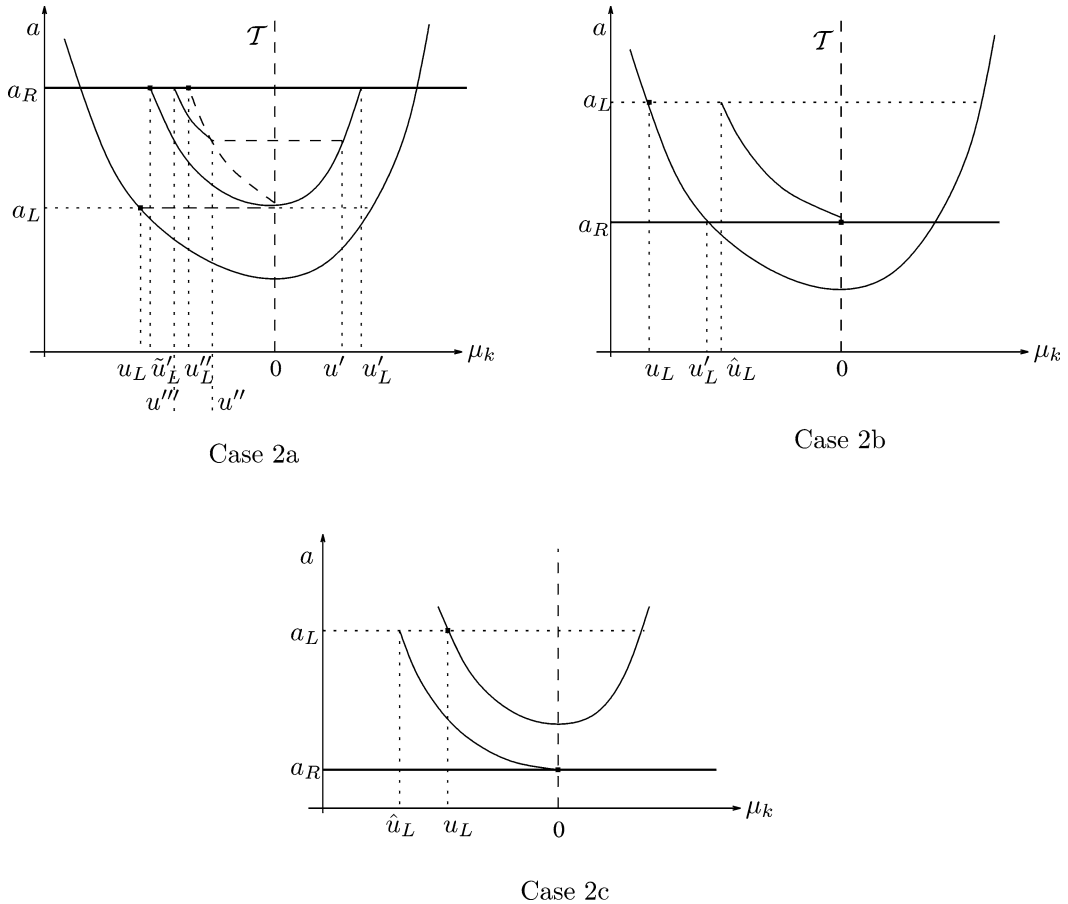 a 𝒯
a_R
a_L
u_L ũ′_L u″_L 0 u′ u′_L μ_k
u‴ u″
Case 2a
a 𝒯
a_L
a_R
u_L u′_L û_L 0 μ_k
Case 2b
a
a_L
a_R
û_L u_L 0 μ_k
Case 2c